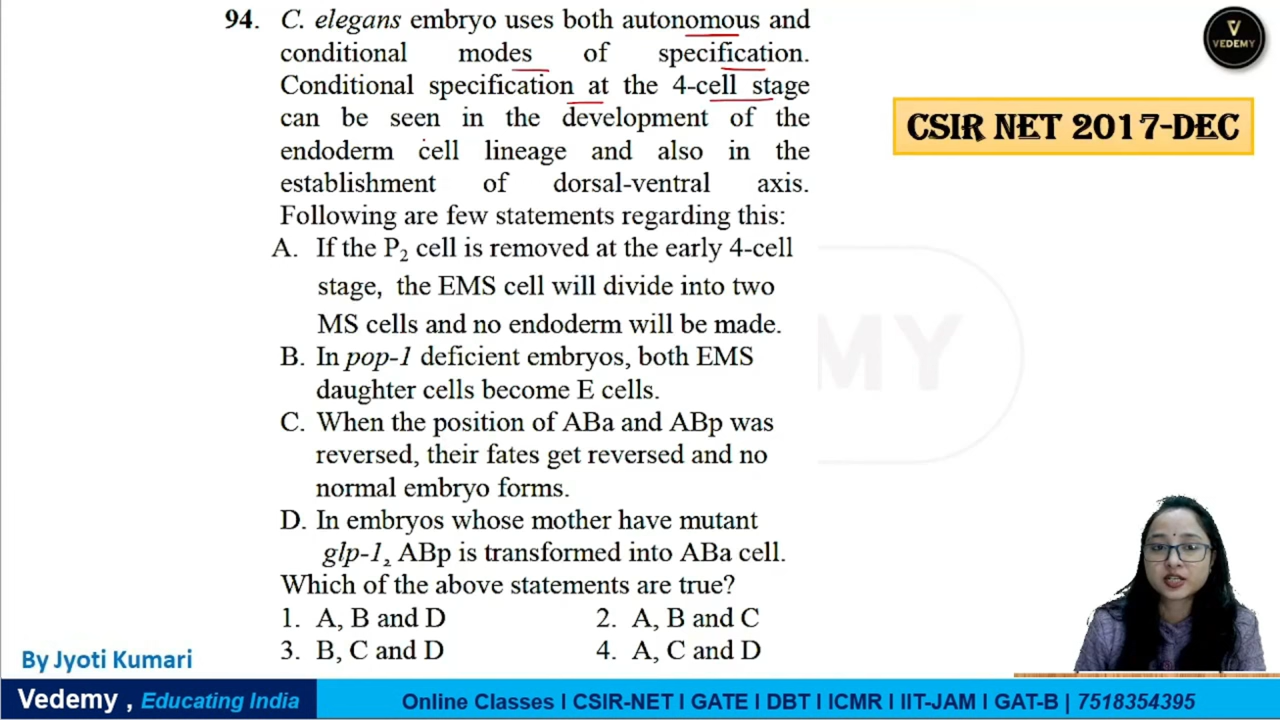 94. C. elegans embryo uses both autonomous and
conditional modes of specification.
Conditional specification at the 4-cell stage
can be seen in the development of the
endoderm cell lineage and also in the
establishment of dorsal-ventral axis.
Following are few statements regarding this:
A. If the P₂ cell is removed at the early 4-cell
stage, the EMS cell will divide into two
MS cells and no endoderm will be made.
B. In pop-1 deficient embryos, both EMS
daughter cells become E cells.
C. When the position of ABa and ABp was
reversed, their fates get reversed and no
normal embryo forms.
D. In embryos whose mother have mutant
glp-1, ABp is transformed into ABa cell.
Which of the above statements are true?
1. A, B and D 2. A, B and C
3. B, C and D 4. A, C and D
VEDEMY
CSIR NET 2017-DEC
MY
By Jyoti Kumari
Vedemy , Educating India
Online Classes I CSIR-NET I GATE I DBT I ICMR I IIT-JAM I GAT-B | 7518354395